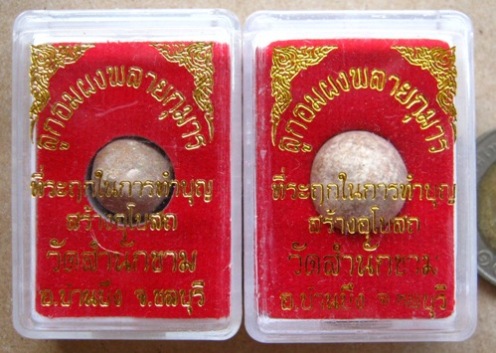 ลูกอมผงพลายกุมาร
ที่ระฤกในการทำบุญ
สร้างอุโบสถ
วัดสำนักขาม
อ.บ้านบึง จ.ชลบุรี
ลูกอมผงพลายกุมาร
ที่ระฤกในการทำบุญ
สร้างอุโบสถ
วัดสำนักขาม
อ.บ้านบึง จ.ชลบุรี